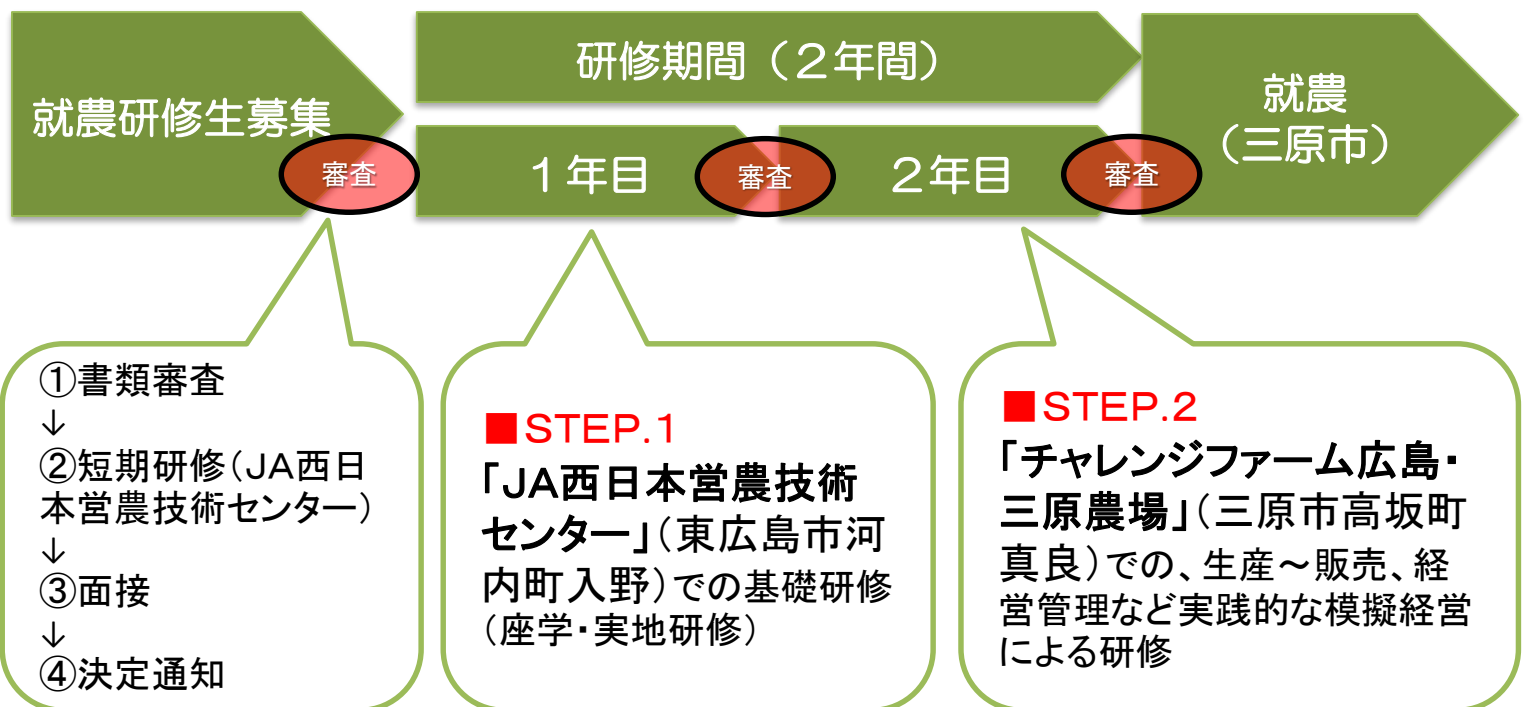 就農研修生募集
審査
研修期間（２年間）
１年目
審査
２年目
審査
就農
（三原市）
①書類審査
↓
②短期研修（JA西日
本営農技術センター）
↓
③面接
↓
④決定通知
■STEP.1
「JA西日本営農技術
センター」（東広島市河
内町入野）での基礎研修
（座学・実地研修）
■STEP.2
「チャレンジファーム広島・
三原農場」（三原市高坂町
真良）での、生産～販売、経
営管理など実践的な模擬経営
による研修